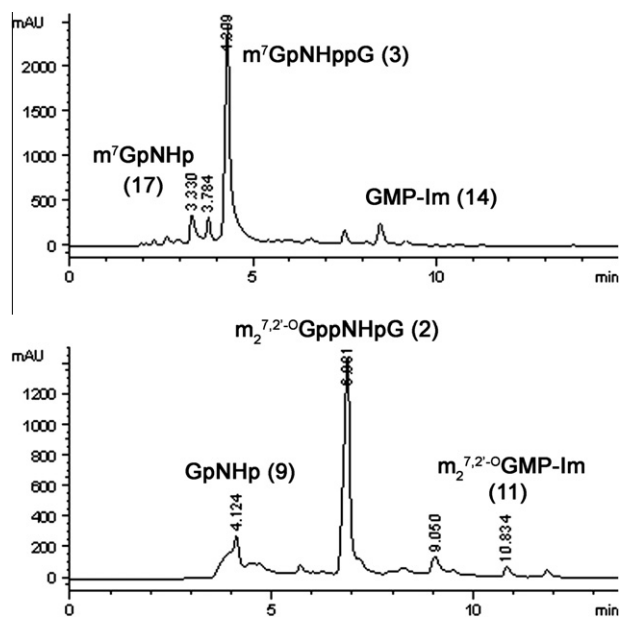 mAU
2000
1500
1000
500
0
m⁷GpNHppG (3)
m⁷GpNHp
(17)
3.330
3.784
GMP-Im (14)
0 5 10 min
m₂⁷,²'⁻ᴼGppNHpG (2)
mAU
1200
1000
800
600
400
200
0
GpNHp (9)
4.124
m₂⁷,²'⁻ᴼGMP-Im
(11)
9.050
10.834
0 5 10 min